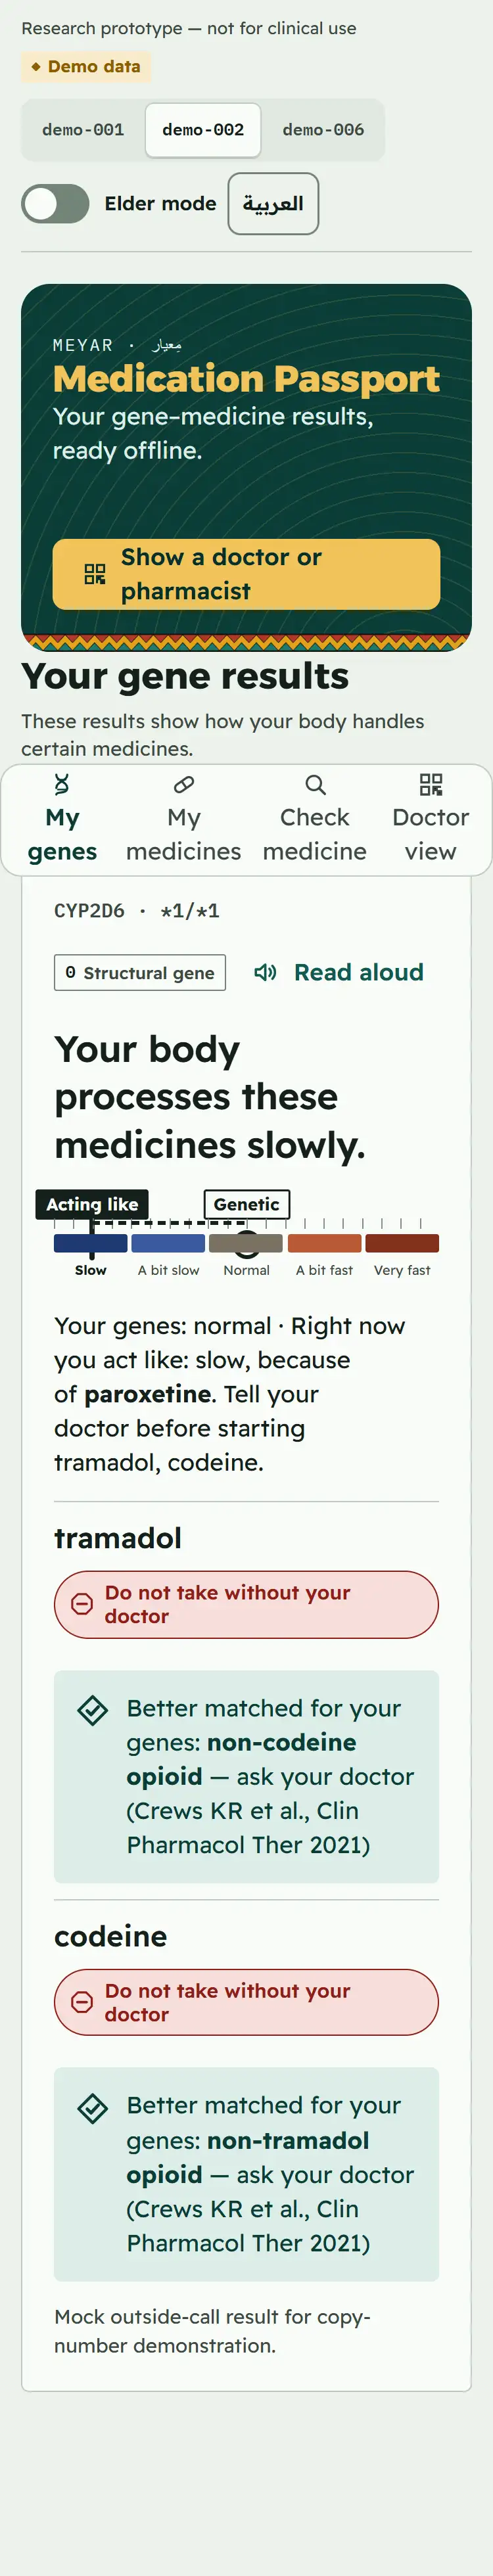 Research prototype — not for clinical use
◆ Demo data
demo-001 demo-002 demo-006
Elder mode العربية
MEYAR · مِعيار
Medication Passport
Your gene–medicine results,
ready offline.
Show a doctor or
pharmacist
Your gene results
These results show how your body handles
certain medicines.
My
genes
My
medicines
Check
medicine
Doctor
view
CYP2D6 · *1/*1
0 Structural gene
Read aloud
Your body
processes these
medicines slowly.
Acting like Genetic
Slow A bit slow Normal A bit fast Very fast
Your genes: normal · Right now
you act like: slow, because
of paroxetine. Tell your
doctor before starting
tramadol, codeine.
tramadol
Do not take without your
doctor
Better matched for your
genes: non-codeine
opioid — ask your doctor
(Crews KR et al., Clin
Pharmacol Ther 2021)
codeine
Do not take without your
doctor
Better matched for your
genes: non-tramadol
opioid — ask your doctor
(Crews KR et al., Clin
Pharmacol Ther 2021)
Mock outside-call result for copy-
number demonstration.